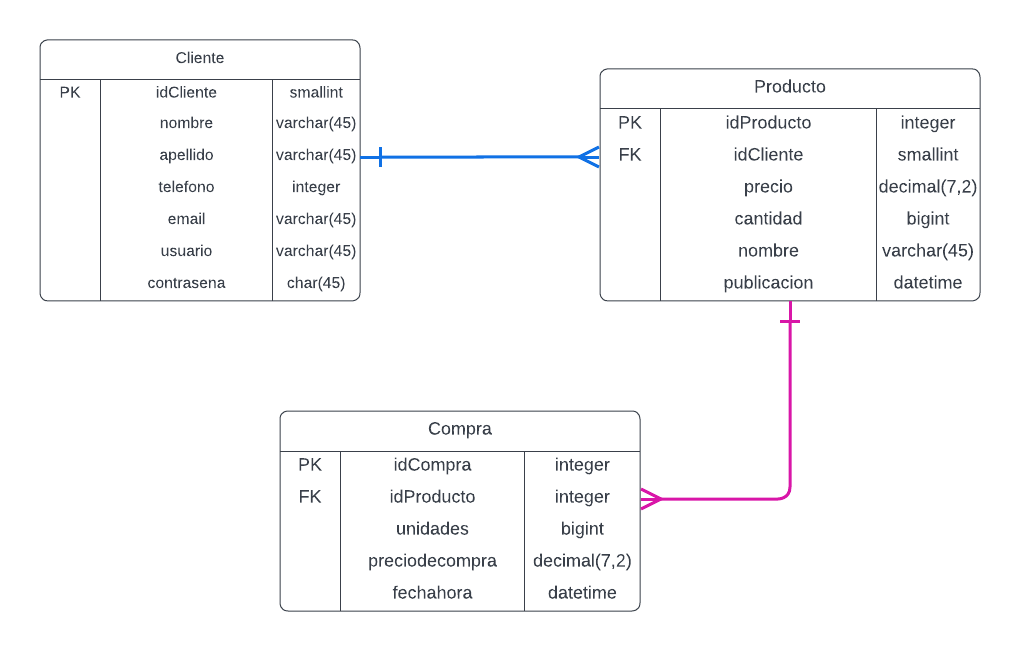 Cliente
PK idCliente smallint
nombre varchar(45)
apellido varchar(45)
telefono integer
email varchar(45)
usuario varchar(45)
contrasena char(45)
Producto
PK idProducto integer
FK idCliente smallint
precio decimal(7,2)
cantidad bigint
nombre varchar(45)
publicacion datetime
Compra
PK idCompra integer
FK idProducto integer
unidades bigint
preciodecompra decimal(7,2)
fechahora datetime